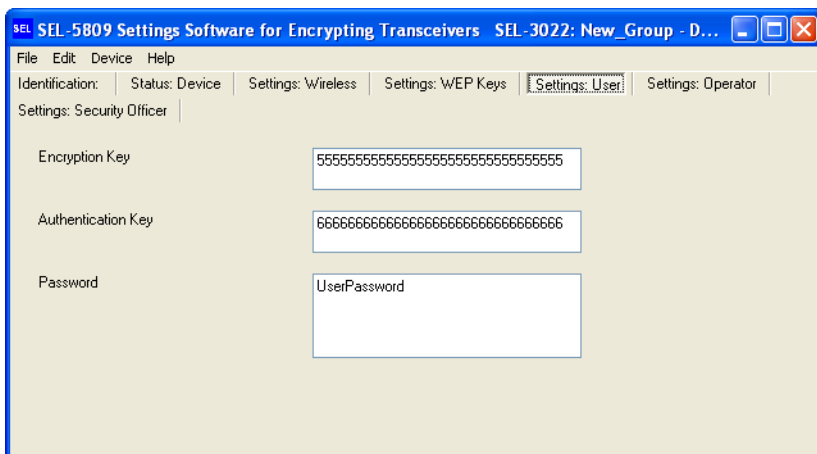 SEL SEL-5809 Settings Software for Encrypting Transceivers SEL-3022: New_Group - D...
File Edit Device Help
Identification: Status: Device Settings: Wireless Settings: WEP Keys Settings: User Settings: Operator
Settings: Security Officer
Encryption Key 55555555555555555555555555555555
Authentication Key 66666666666666666666666666666666
Password UserPassword